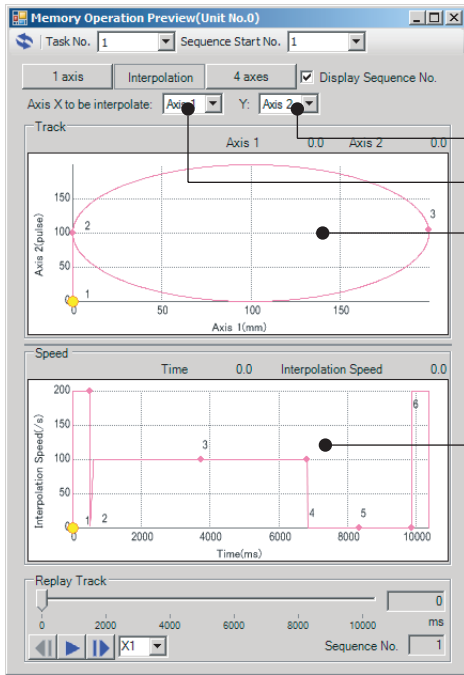 Memory Operation Preview(Unit No.0)
Task No. 1 Sequence Start No. 1
1 axis Interpolation 4 axes Display Sequence No.
Axis X to be interpolate: Axis 1 Y: Axis 2
Track
Axis 1 0.0 Axis 2 0.0
150
100
50
0
Axis 2(pulse)
2
3
1
50 100 150
Axis 1(mm)
Speed
Time 0.0 Interpolation Speed 0.0
200
150
100
50
0
Interpolation Speed(/s)
1 2 3 4 5 6
2000 4000 6000 8000 10000
Time(ms)
Replay Track
0
0 2000 4000 6000 8000 10000 ms
X1 Sequence No. 1